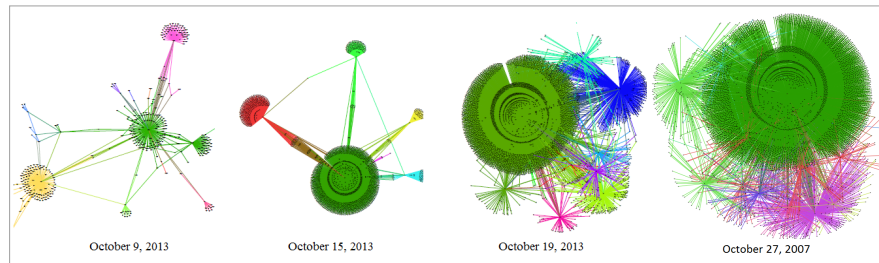 October 9, 2013
October 15, 2013
October 19, 2013
October 27, 2007